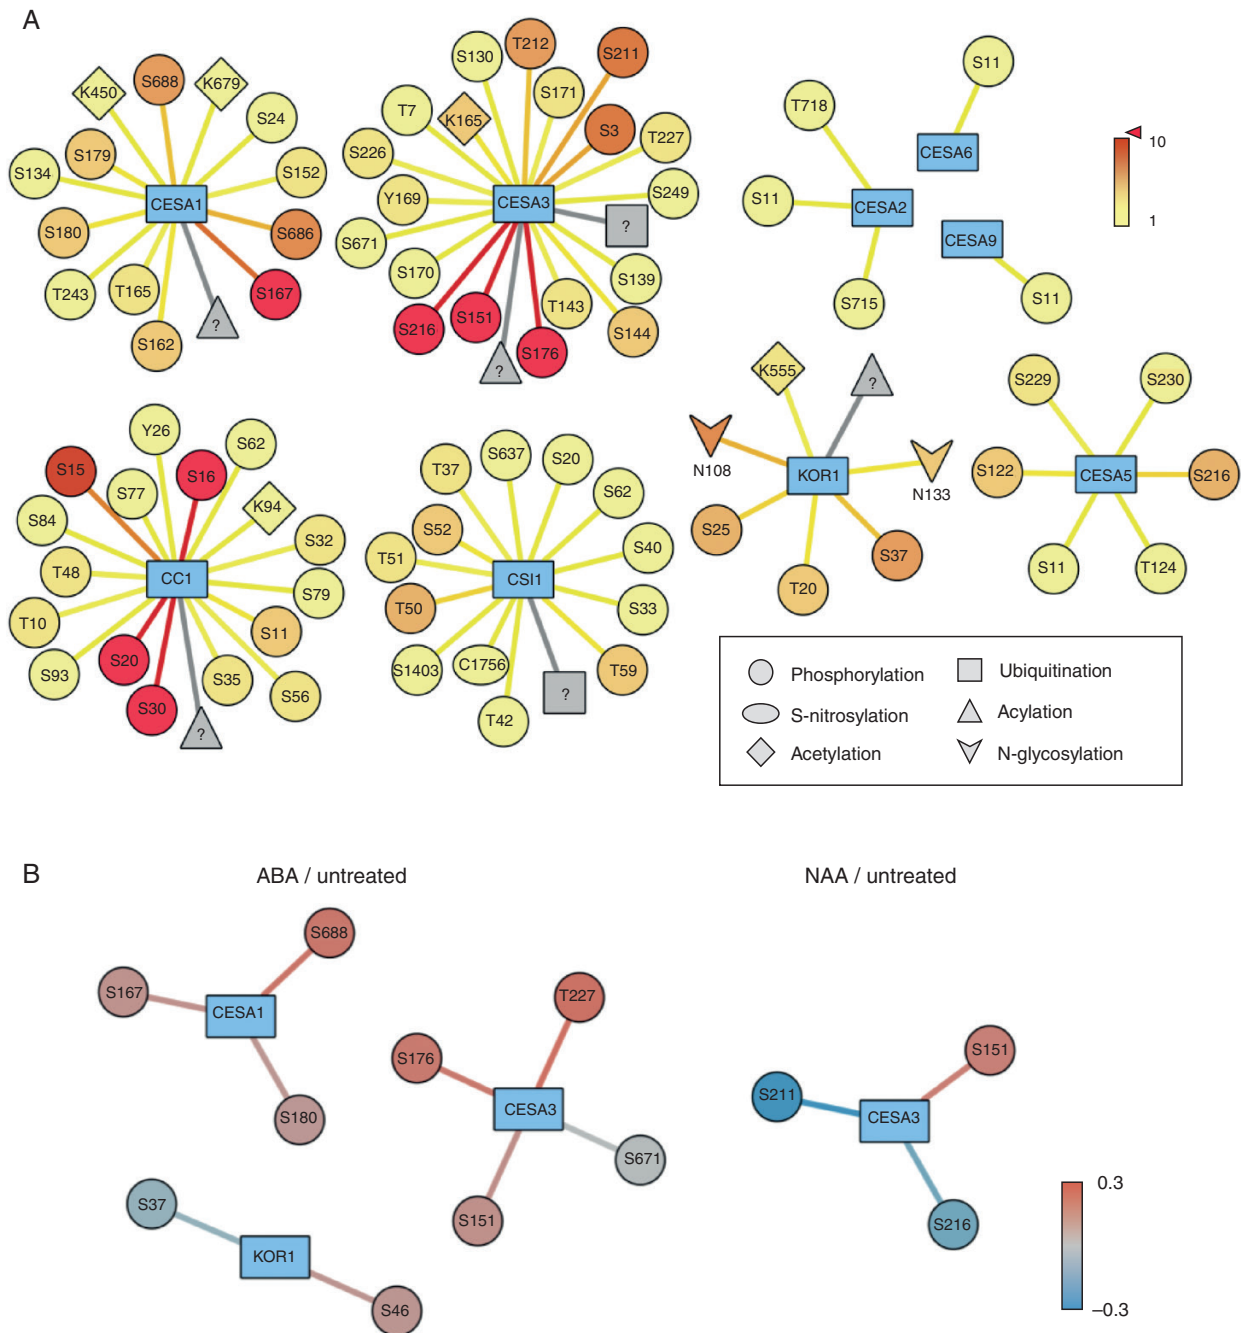 A
K450
S688
K679
S24
S179
S134
S152
CESA1
S180
S686
T243
T165
S167
S162
?
T212
S211
S130
S171
T7
K165
S3
T227
S226
Y169
CESA3
S249
?
S671
S170
S139
T143
S216
S151
S144
S176
?
S11
T718
CESA6
S11
CESA2
CESA9
S715
S11
10
1
Y26
S62
S15
S16
S77
K94
S84
S32
T48
CC1
S79
T10
S11
S20
S93
S35
S56
S30
?
S637
S20
T37
S62
S52
S40
T51
CSI1
T50
S33
S1403
C1756
T59
?
T42
K555
?
N108
KOR1
N133
S25
S37
T20
S229
S230
S122
CESA5
S216
S11
T124
Phosphorylation
Ubiquitination
S-nitrosylation
Acylation
Acetylation
N-glycosylation
B
ABA / untreated
NAA / untreated
S688
S167
CESA1
S180
T227
S176
CESA3
S671
S151
S37
KOR1
S46
S151
S211
CESA3
S216
0.3
–0.3